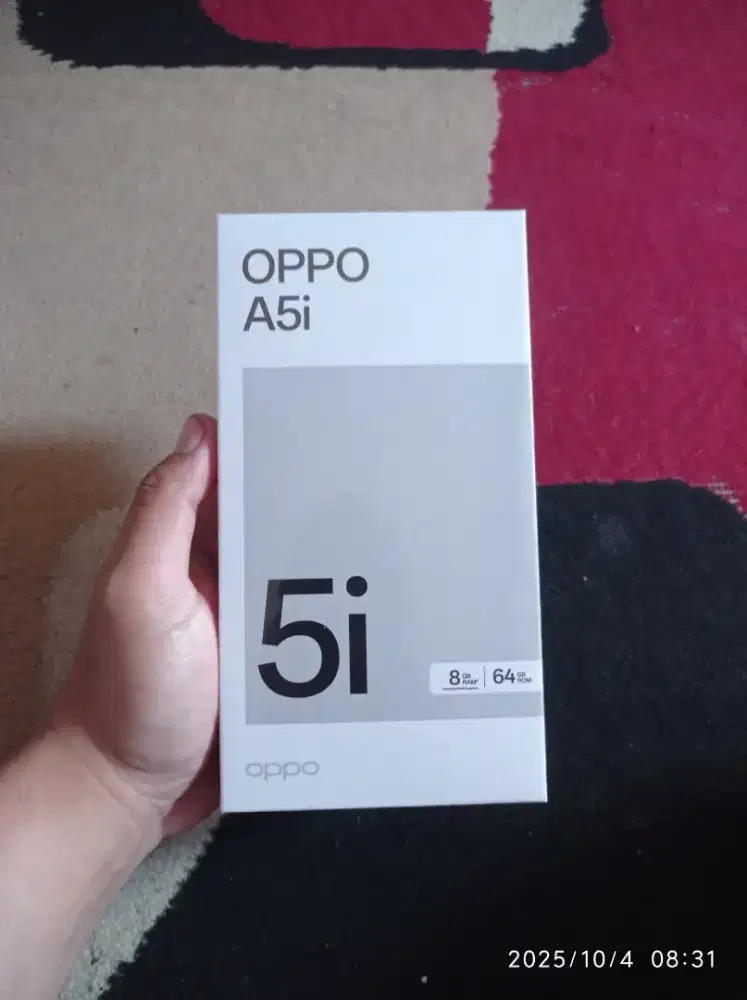 OPPO
A5i
5i
8 GB RAM* | 64 GB ROM
oppo
2025/10/4 08:31